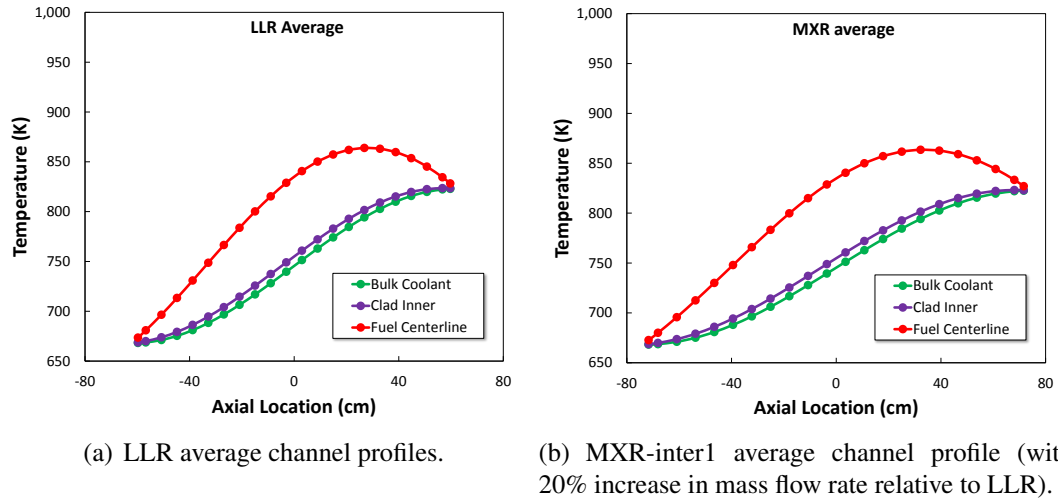 LLR Average
1,000
950
900
850
800
750
700
650
Temperature (K)
-80
-40
0
40
80
Axial Location (cm)
Bulk Coolant
Clad Inner
Fuel Centerline
(a) LLR average channel profiles.
MXR average
1,000
950
900
850
800
750
700
650
Temperature (K)
-80
-40
0
40
80
Axial Location (cm)
Bulk Coolant
Clad Inner
Fuel Centerline
(b) MXR-inter1 average channel profile (wit
20% increase in mass flow rate relative to LLR).